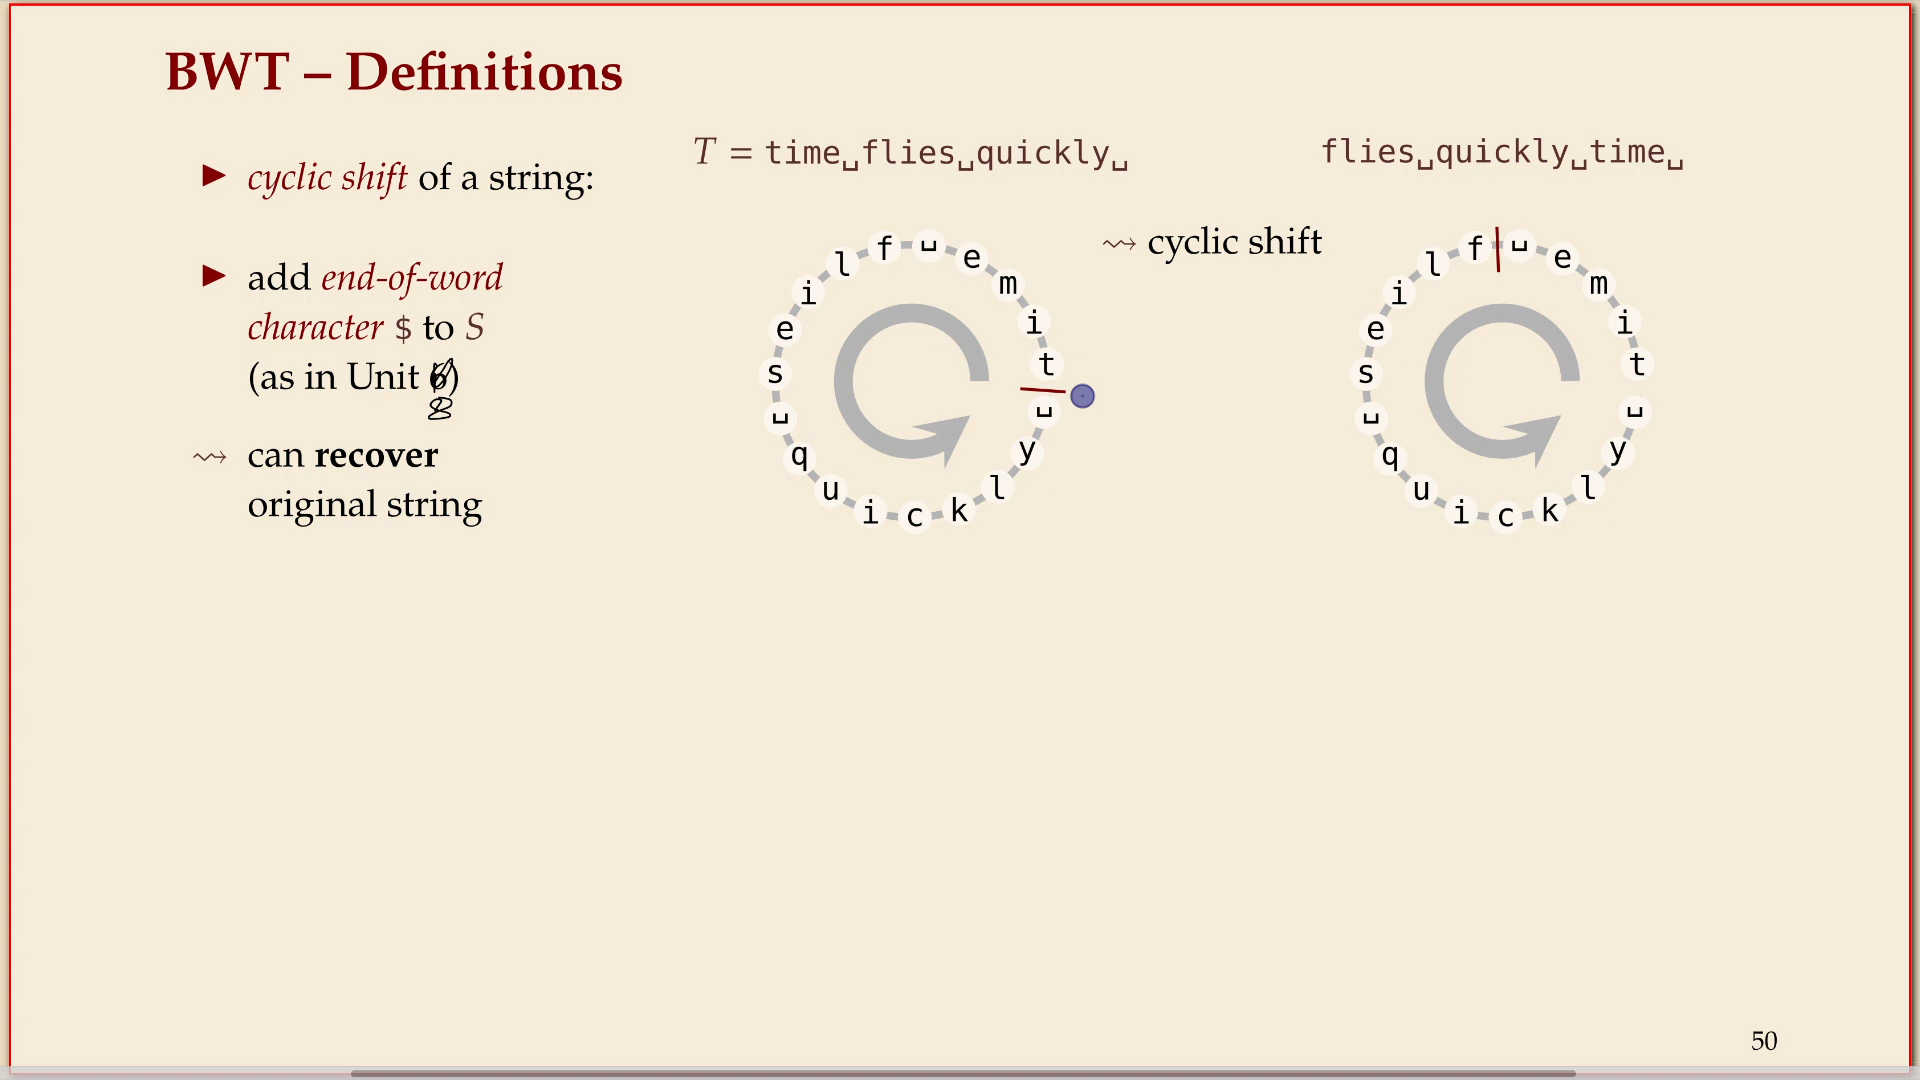 BWT – Definitions
▶ cyclic shift of a string:
▶ add end-of-word
character $ to S
(as in Unit 6)
8
⇝ can recover
original string
T = time␣flies␣quickly␣
flies␣quickly␣time␣
⇝ cyclic shift
t i m e ␣ f l i e s ␣ q u i c k l y ␣
f l i e s ␣ q u i c k l y ␣ t i m e ␣
50